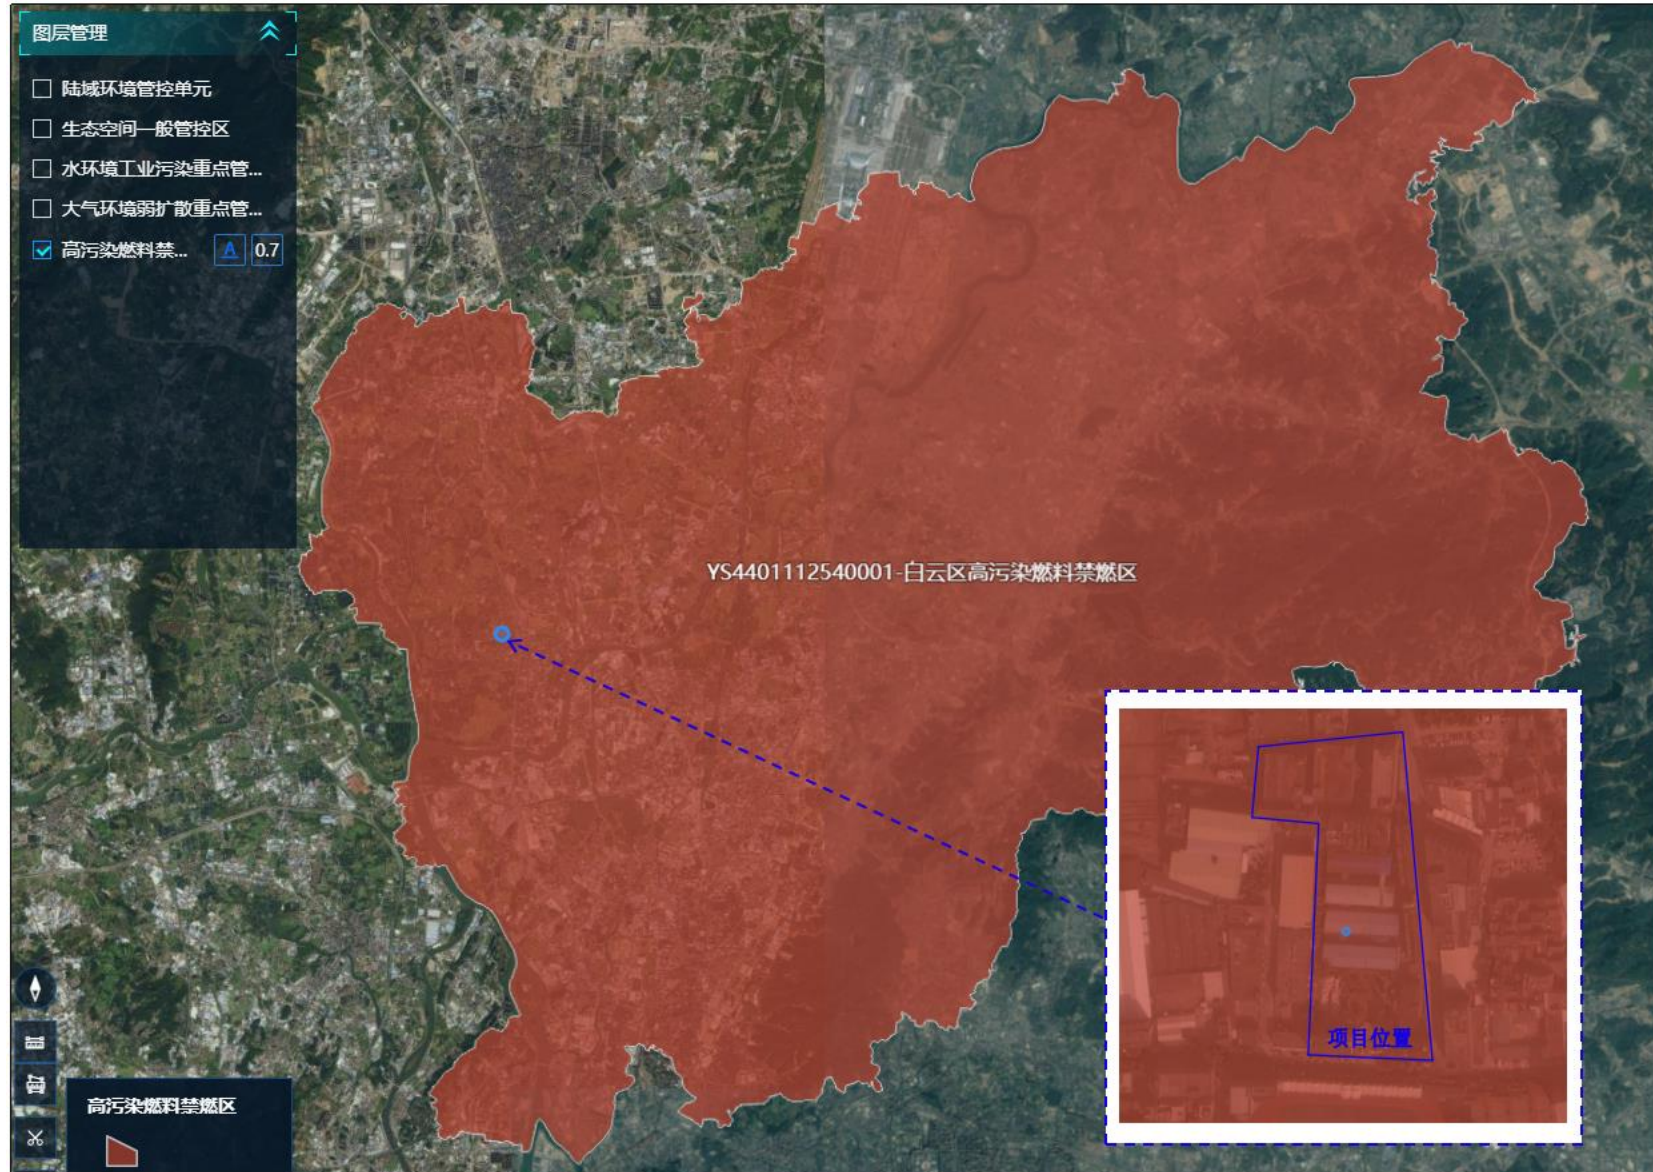 图层管理
陆域环境管控单元
生态空间一般管控区
水环境工业污染重点管...
大气环境弱扩散重点管...
高污染燃料禁... A 0.7
YS4401112540001-白云区高污染燃料禁燃区
项目位置
高污染燃料禁燃区